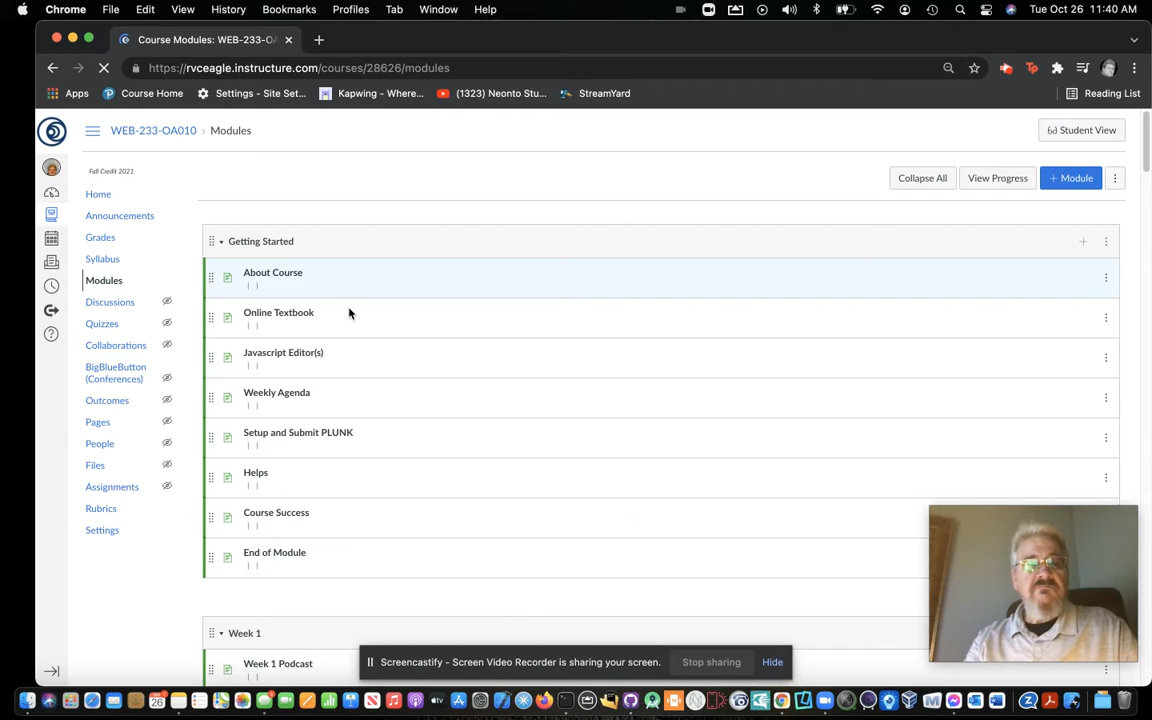 Chrome File Edit View History Bookmarks Profiles Tab Window Help Tue Oct 26 11:40 AM
Course Modules: WEB-233-OA
https://rvceagle.instructure.com/courses/28626/modules
Apps Course Home Settings - Site Set... Kapwing - Where... (1323) Neonto Stu... StreamYard Reading List
WEB-233-OA010 › Modules Student View
Fall Credit 2021
Collapse All View Progress + Module
Home
Announcements
Grades
Syllabus
Modules
Discussions
Quizzes
Collaborations
BigBlueButton
(Conferences)
Outcomes
Pages
People
Files
Assignments
Rubrics
Settings
Getting Started
About Course
Online Textbook
Javascript Editor(s)
Weekly Agenda
Setup and Submit PLUNK
Helps
Course Success
End of Module
Week 1
Week 1 Podcast
Screencastify - Screen Video Recorder is sharing your screen. Stop sharing Hide